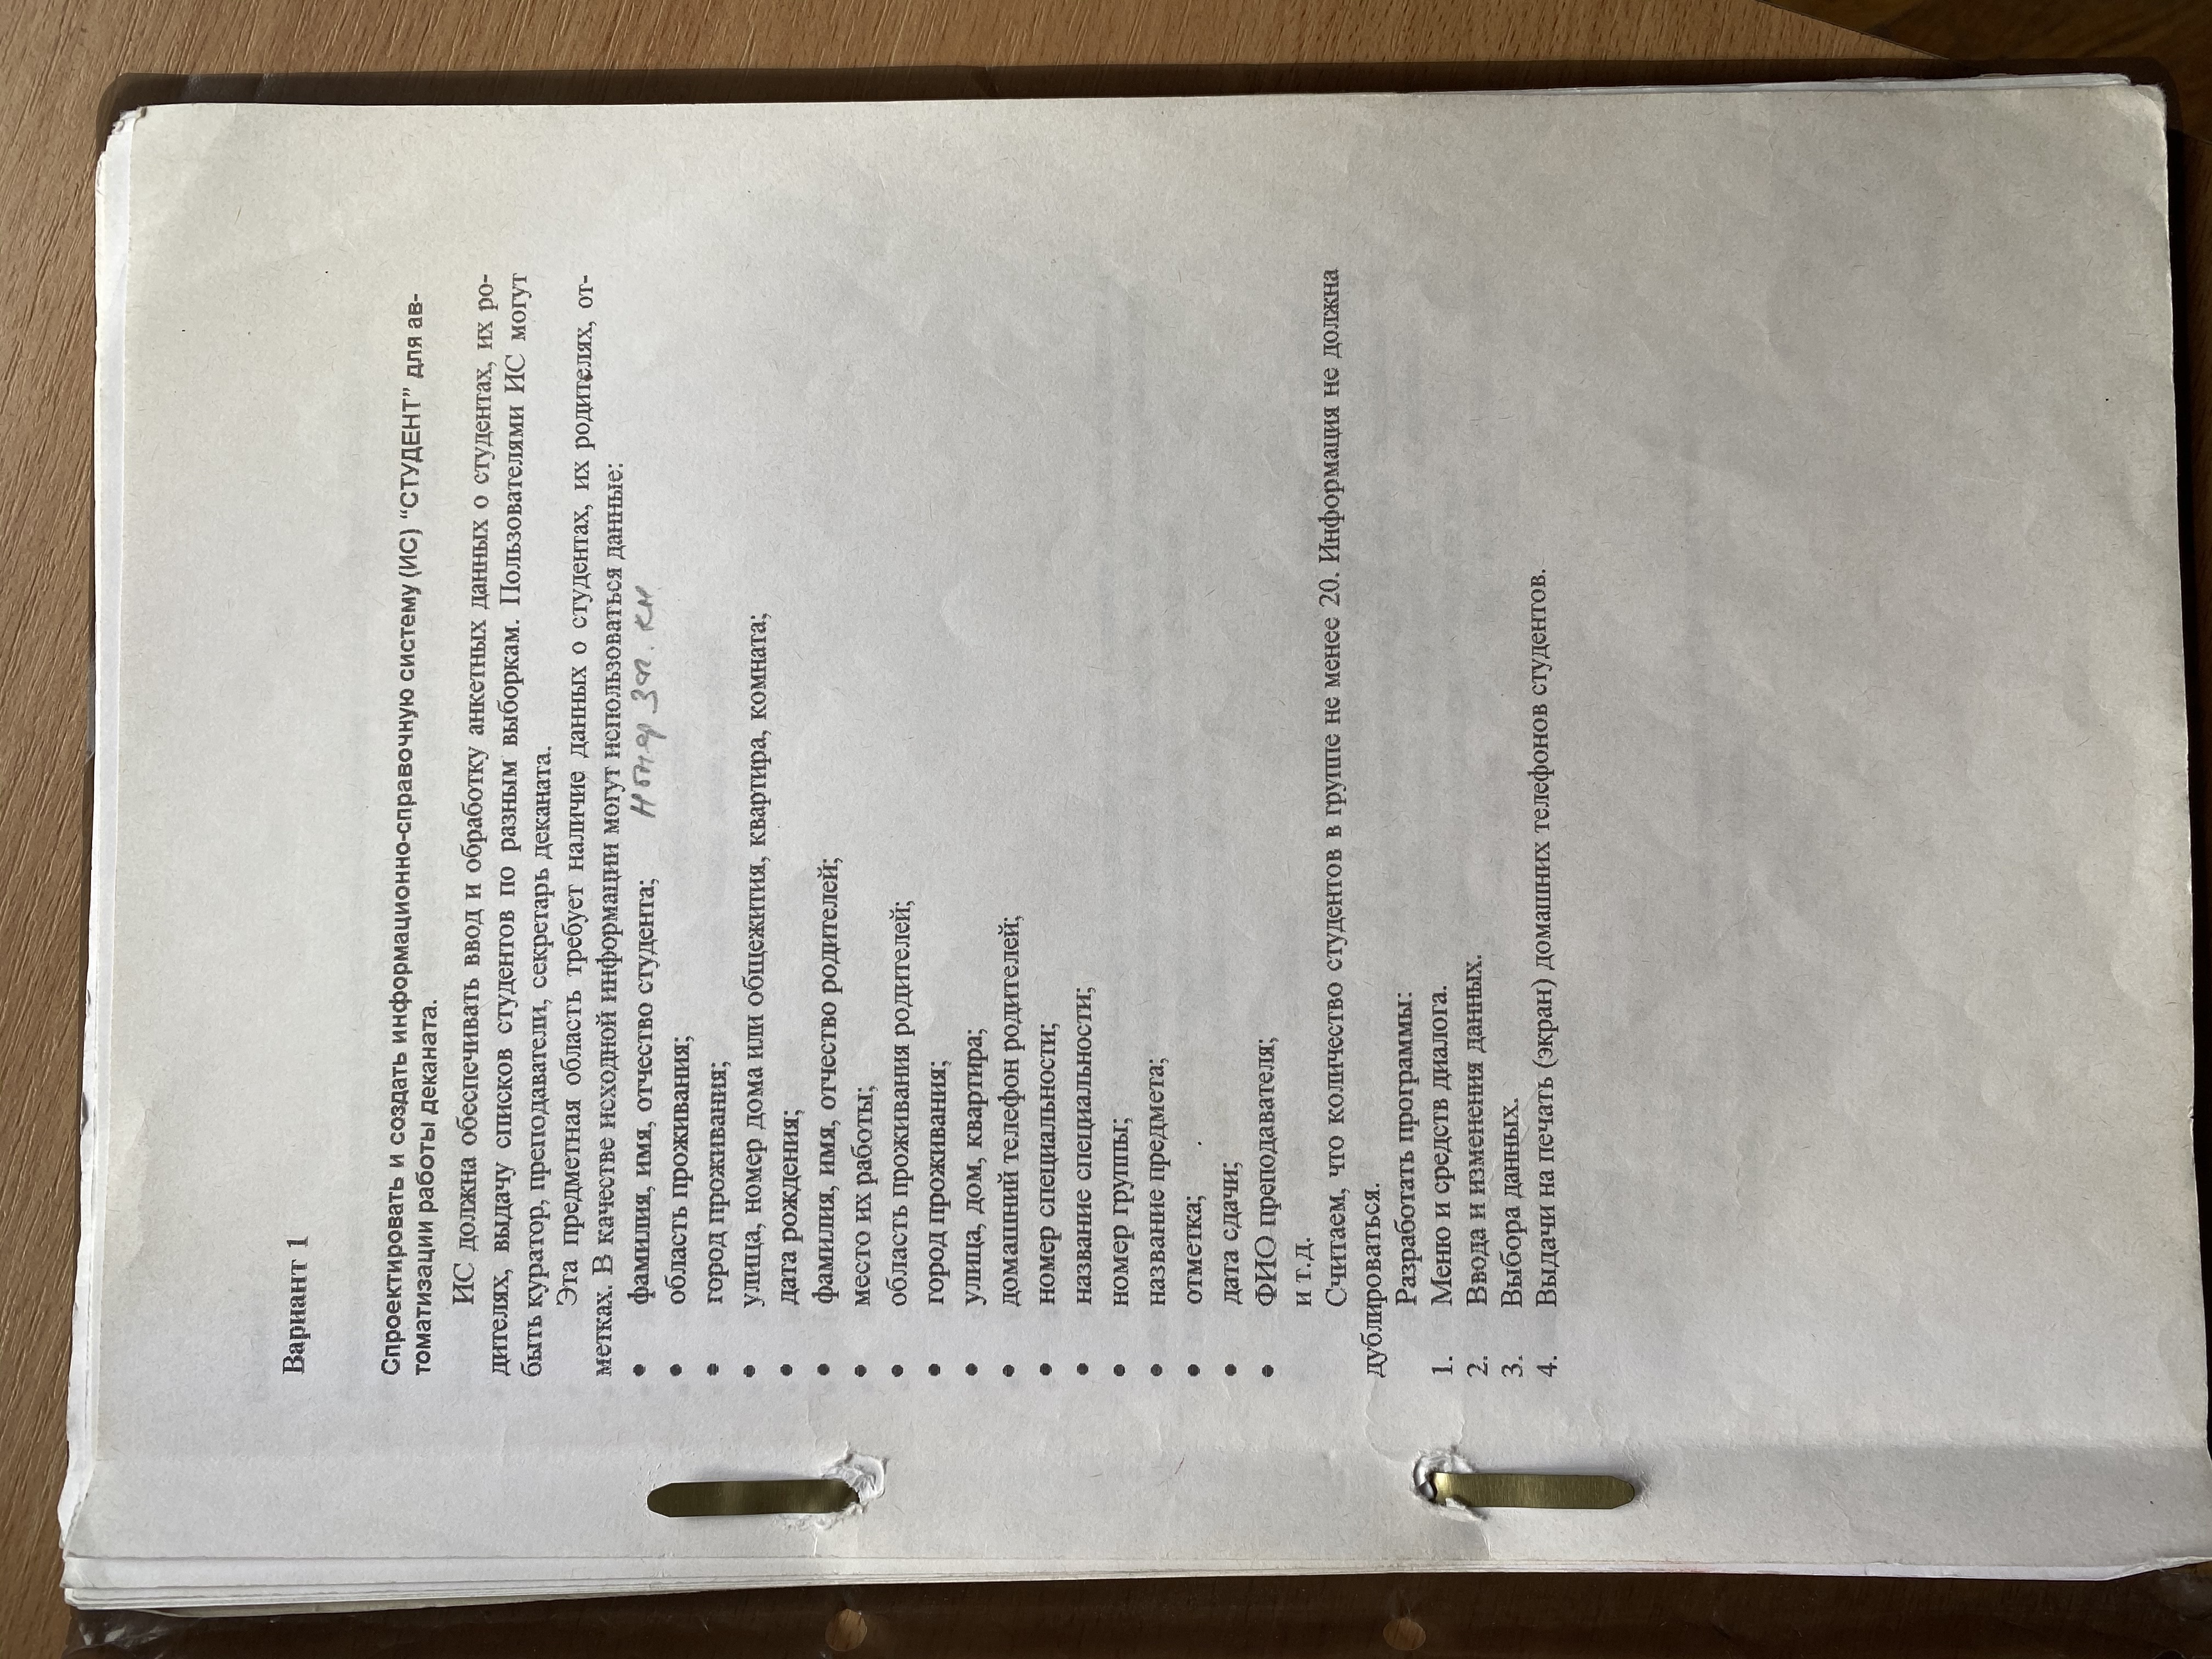 Вариант 1
Спроектировать и создать информационно-справочную систему (ИС) “СТУДЕНТ” для ав-
томатизации работы деканата.
ИС должна обеспечивать ввод и обработку анкетных данных о студентах, их ро-
дителях, выдачу списков студентов по разным выборкам. Пользователями ИС могут
быть куратор, преподаватели, секретарь деканата.
Эта предметная область требует наличие данных о студентах, их родителях, от-
метках. В качестве исходной информации могут использоваться данные:
• фамилия, имя, отчество студента; Номер зач. кн.
• область проживания;
• город проживания;
• улица, номер дома или общежития, квартира, комната;
• дата рождения;
• фамилия, имя, отчество родителей;
• место их работы;
• область проживания родителей;
• город проживания;
• улица, дом, квартира;
• домашний телефон родителей;
• номер специальности;
• название специальности;
• номер группы;
• название предмета;
• отметка;
• дата сдачи;
• ФИО преподавателя;
и т.д.
Считаем, что количество студентов в группе не менее 20. Информация не должна
дублироваться.
Разработать программы:
1. Меню и средств диалога.
2. Ввода и изменения данных.
3. Выбора данных.
4. Выдачи на печать (экран) домашних телефонов студентов.